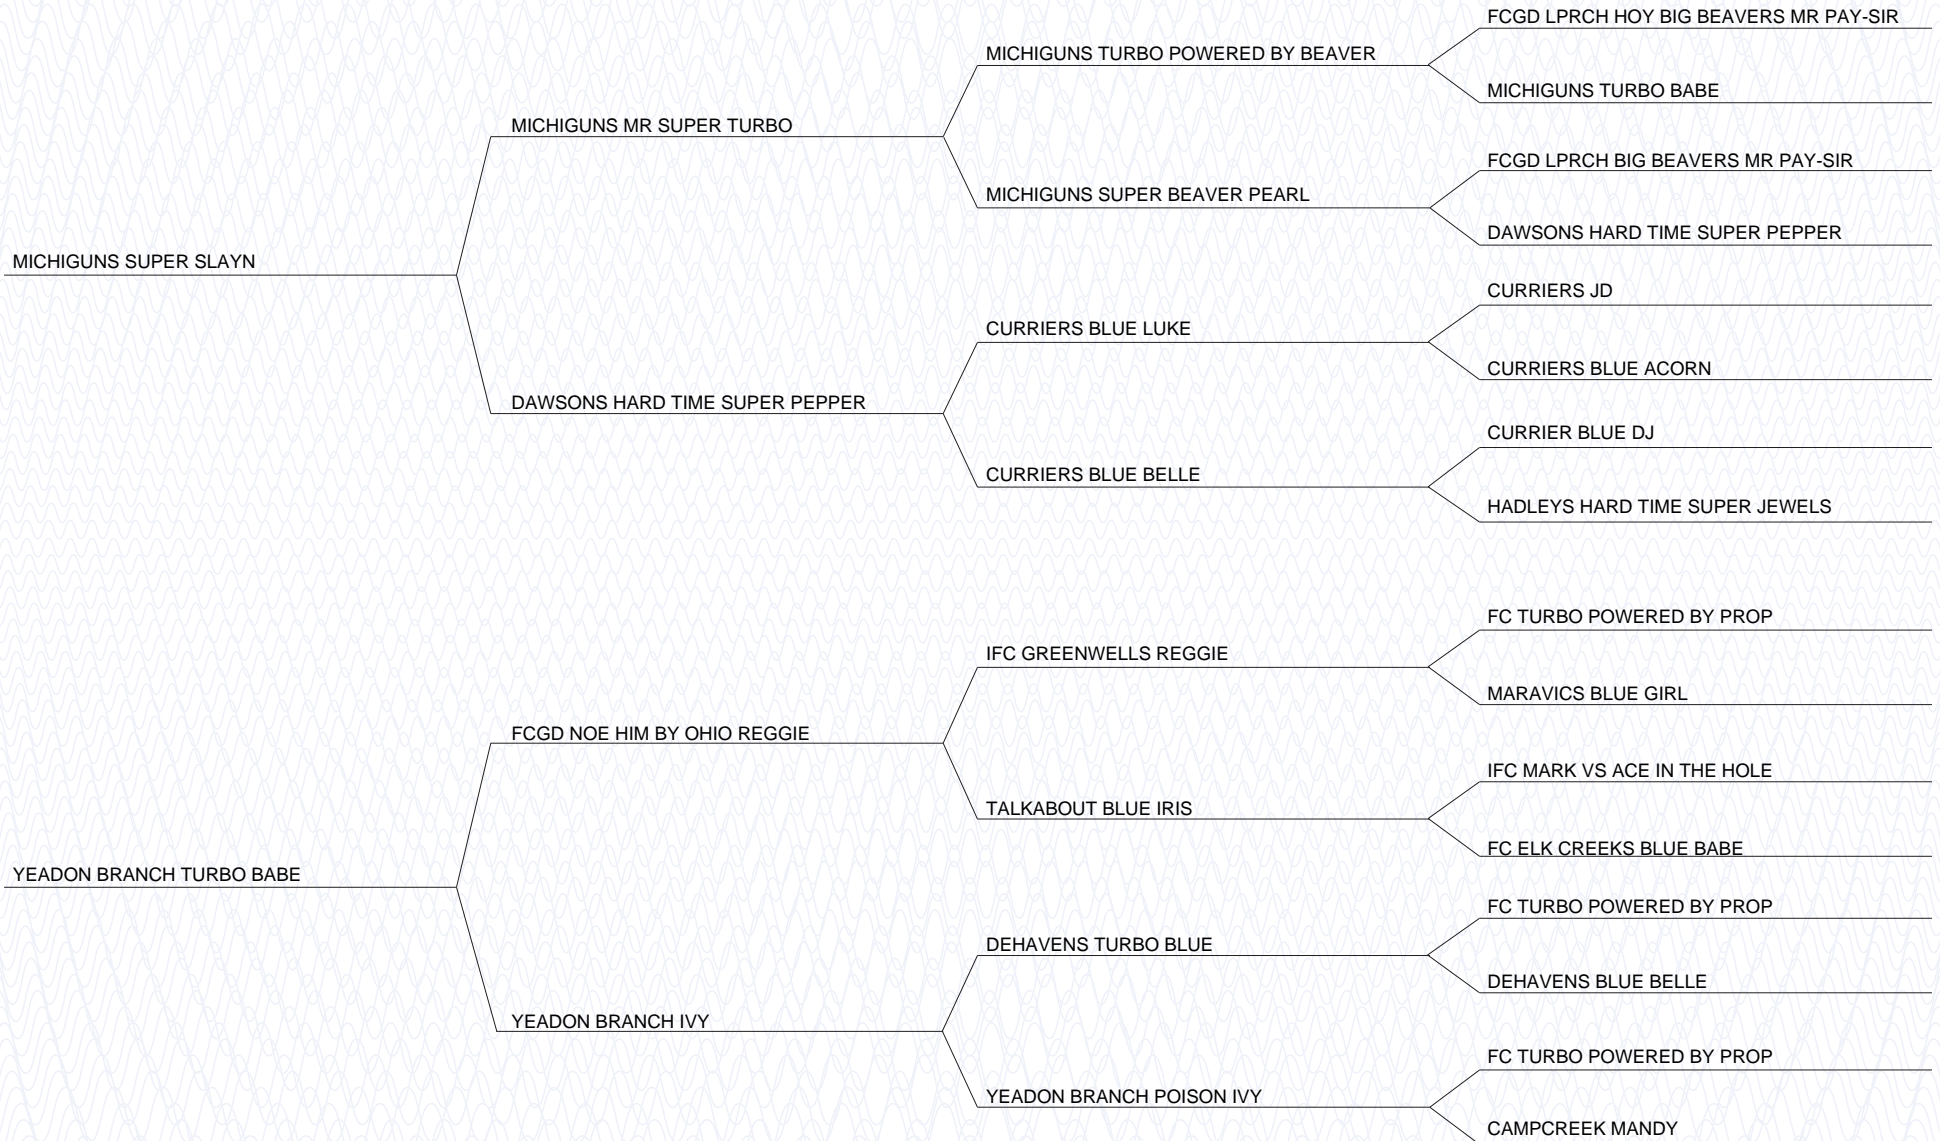 FCGD LPRCH HOY BIG BEAVERS MR PAY-SIR
MICHIGUNS TURBO POWERED BY BEAVER
MICHIGUNS TURBO BABE
MICHIGUNS MR SUPER TURBO
FCGD LPRCH BIG BEAVERS MR PAY-SIR
MICHIGUNS SUPER BEAVER PEARL
DAWSONS HARD TIME SUPER PEPPER
MICHIGUNS SUPER SLAYN
CURRIERS JD
CURRIERS BLUE LUKE
CURRIERS BLUE ACORN
DAWSONS HARD TIME SUPER PEPPER
CURRIER BLUE DJ
CURRIERS BLUE BELLE
HADLEYS HARD TIME SUPER JEWELS
FC TURBO POWERED BY PROP
IFC GREENWELLS REGGIE
MARAVICS BLUE GIRL
FCGD NOE HIM BY OHIO REGGIE
IFC MARK VS ACE IN THE HOLE
TALKABOUT BLUE IRIS
FC ELK CREEKS BLUE BABE
YEADON BRANCH TURBO BABE
FC TURBO POWERED BY PROP
DEHAVENS TURBO BLUE
DEHAVENS BLUE BELLE
YEADON BRANCH IVY
FC TURBO POWERED BY PROP
YEADON BRANCH POISON IVY
CAMPCREEK MANDY